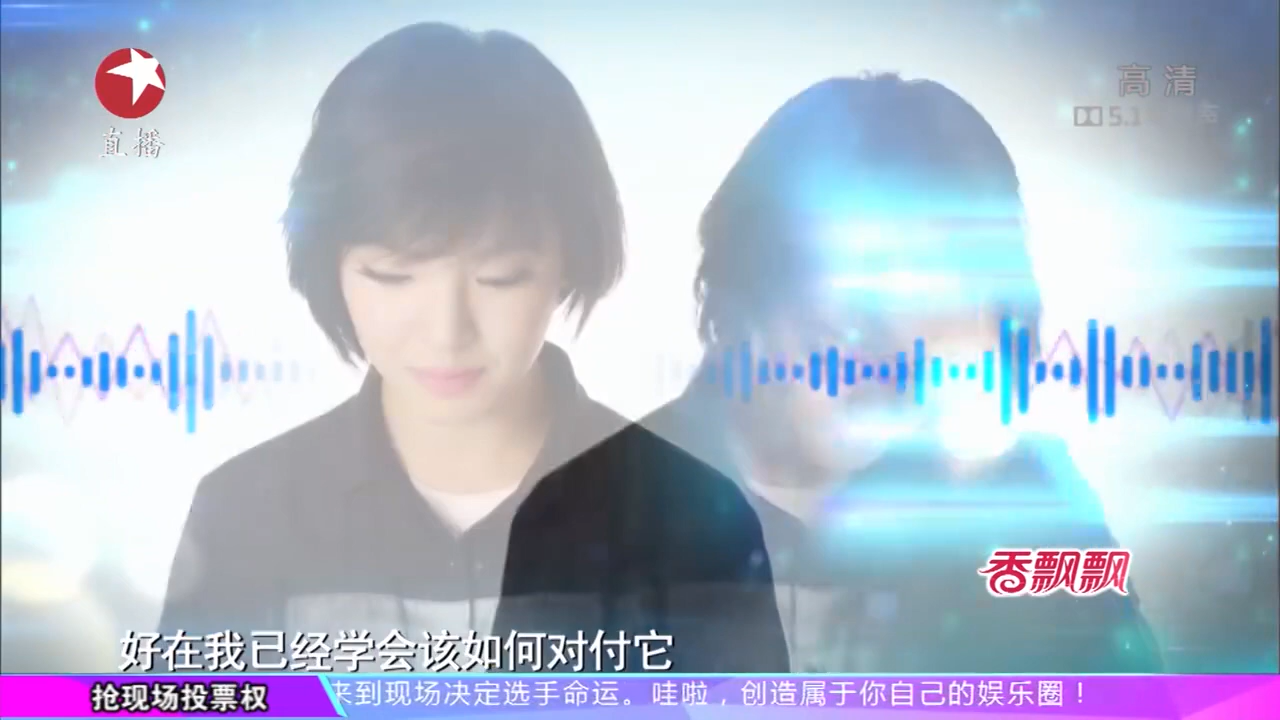 直播
高清
5.1
香飘飘
好在我已经学会该如何对付它
抢现场投票权
来到现场决定选手命运。哇啦，创造属于你自己的娱乐圈！